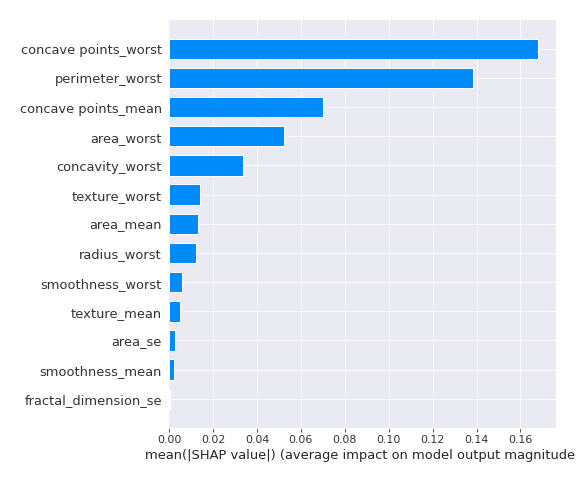 concave points_worst
perimeter_worst
concave points_mean
area_worst
concavity_worst
texture_worst
area_mean
radius_worst
smoothness_worst
texture_mean
area_se
smoothness_mean
fractal_dimension_se
0.00 0.02 0.04 0.06 0.08 0.10 0.12 0.14 0.16
mean(|SHAP value|) (average impact on model output magnitude